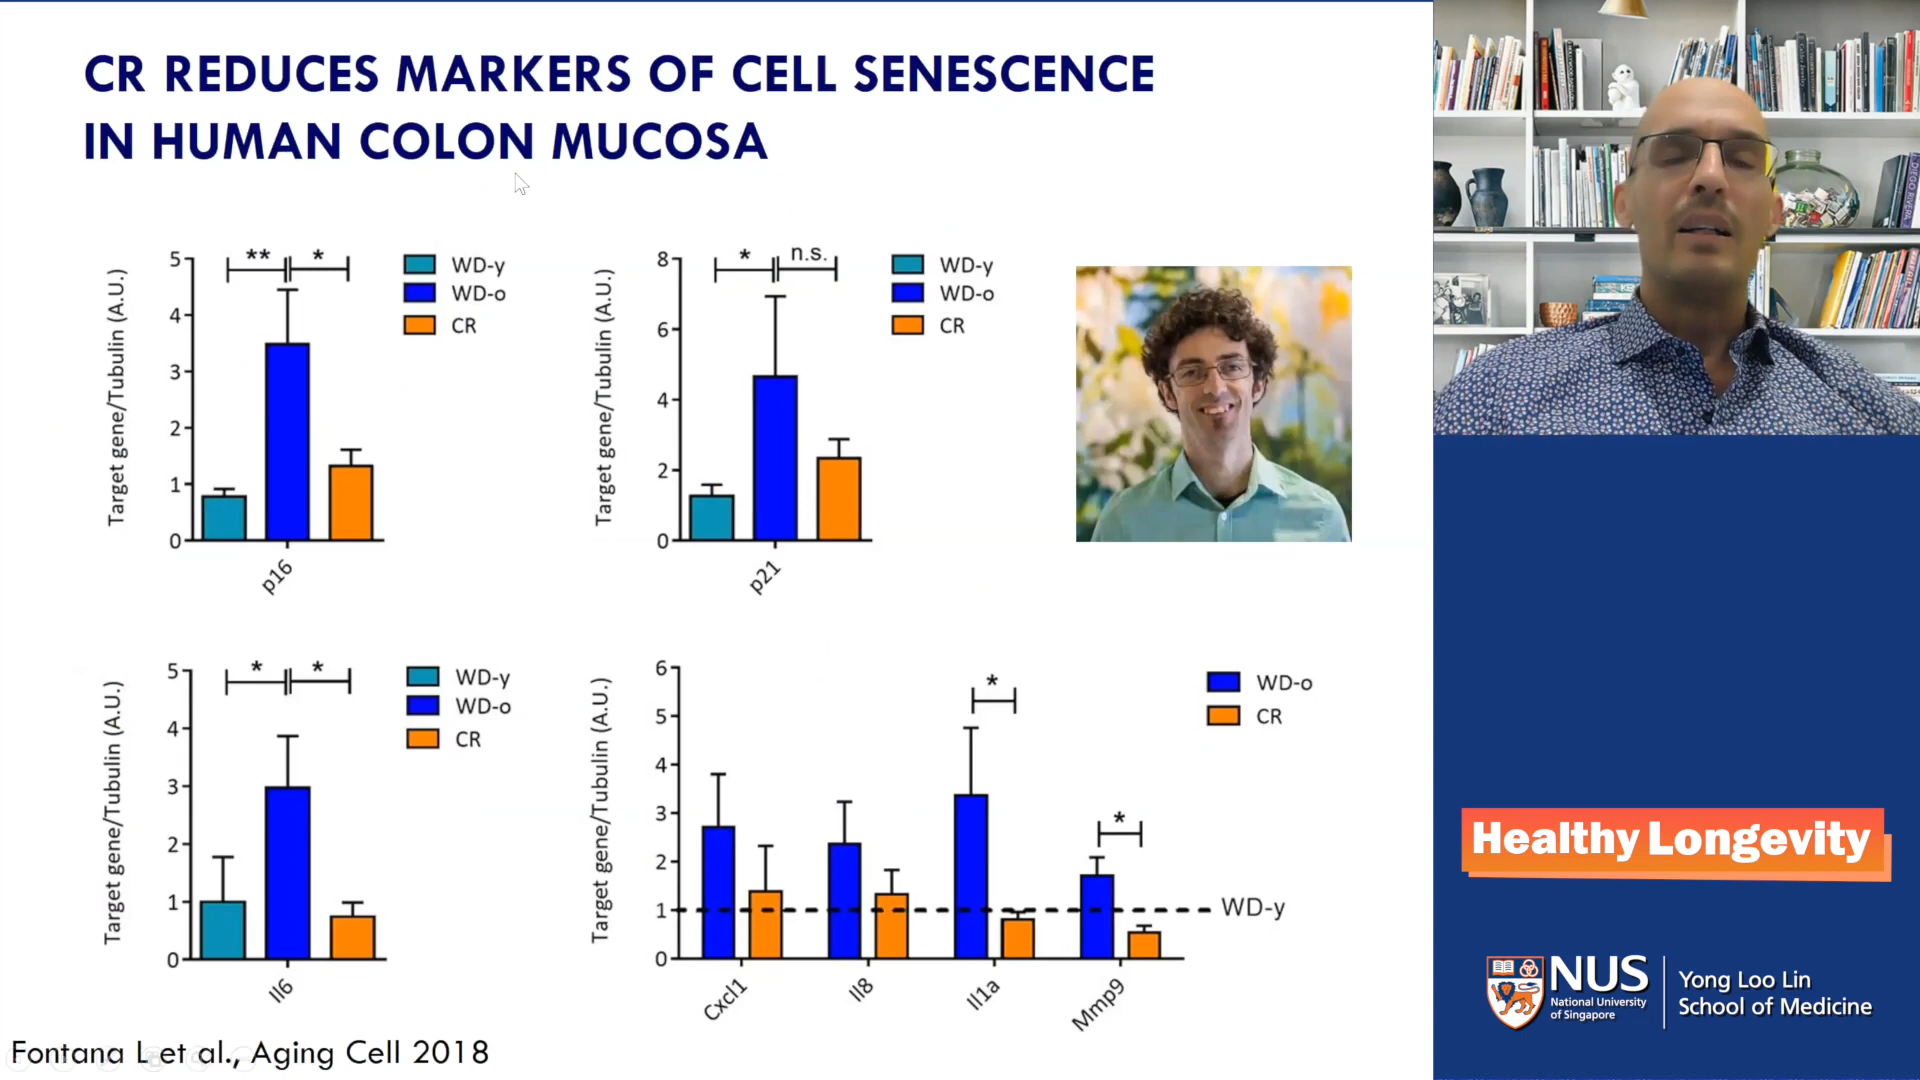 CR REDUCES MARKERS OF CELL SENESCENCE
IN HUMAN COLON MUCOSA
Target gene/Tubulin (A.U.)
5
4
3
2
1
0
** *
p16
WD-y
WD-o
CR
Target gene/Tubulin (A.U.)
8
6
4
2
0
* n.s.
p21
WD-y
WD-o
CR
Target gene/Tubulin (A.U.)
5
4
3
2
1
0
* *
Il6
WD-y
WD-o
CR
Target gene/Tubulin (A.U.)
6
5
4
3
2
1
0
*
*
Cxcl1
Il8
Il1a
Mmp9
WD-o
CR
WD-y
Fontana L et al., Aging Cell 2018
DIEGO RIVERA
Healthy Longevity
NUS
National University
of Singapore
Yong Loo Lin
School of Medicine